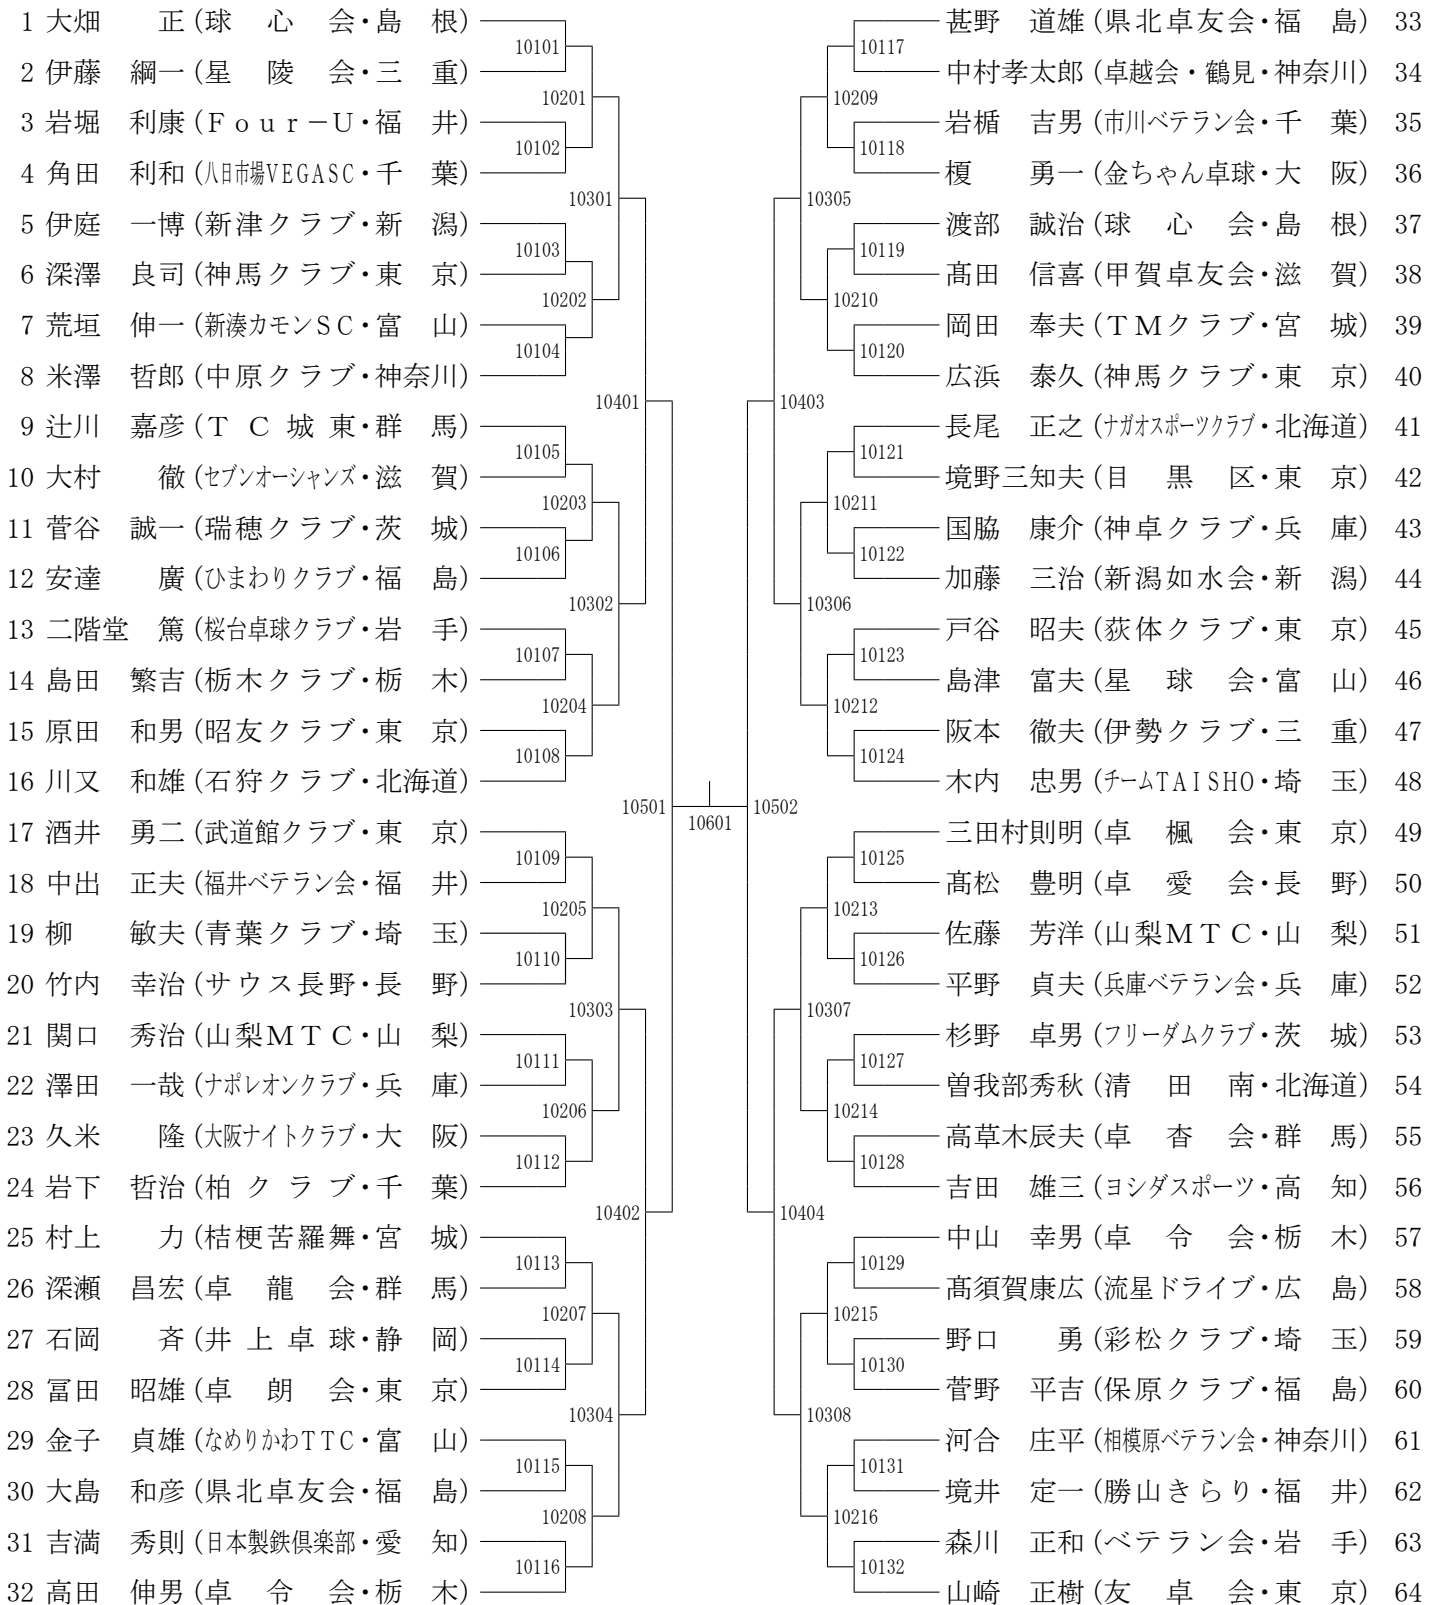 1 大畑　正(球心会・島根)
10101
2 伊藤　綱一(星陵会・三重)
10201
3 岩堀　利康(Ｆｏｕｒ－Ｕ・福井)
10102
4 角田　利和(八日市場VEGASC・千葉)
10301
5 伊庭　一博(新津クラブ・新潟)
10103
6 深澤　良司(神馬クラブ・東京)
10202
7 荒垣　伸一(新湊カモンＳＣ・富山)
10104
8 米澤　哲郎(中原クラブ・神奈川)
10401
9 辻川　嘉彦(ＴＣ城東・群馬)
10105
10 大村　徹(セブンオーシャンズ・滋賀)
10203
11 菅谷　誠一(瑞穂クラブ・茨城)
10106
12 安達　廣(ひまわりクラブ・福島)
10302
13 二階堂　篤(桜台卓球クラブ・岩手)
10107
14 島田　繁吉(栃木クラブ・栃木)
10204
15 原田　和男(昭友クラブ・東京)
10108
16 川又　和雄(石狩クラブ・北海道)
10501
17 酒井　勇二(武道館クラブ・東京)
10109
18 中出　正夫(福井ベテラン会・福井)
10205
19 柳　敏夫(青葉クラブ・埼玉)
10110
20 竹内　幸治(サウス長野・長野)
10303
21 関口　秀治(山梨ＭＴＣ・山梨)
10111
22 澤田　一哉(ナポレオンクラブ・兵庫)
10206
23 久米　隆(大阪ナイトクラブ・大阪)
10112
24 岩下　哲治(柏クラブ・千葉)
10402
25 村上　力(桔梗苦羅舞・宮城)
10113
26 深瀬　昌宏(卓龍会・群馬)
10207
27 石岡　斉(井上卓球・静岡)
10114
28 冨田　昭雄(卓朗会・東京)
10304
29 金子　貞雄(なめりかわＴＴＣ・富山)
10115
30 大島　和彦(県北卓友会・福島)
10208
31 吉満　秀則(日本製鉄倶楽部・愛知)
10116
32 高田　伸男(卓令会・栃木)
10601
甚野　道雄(県北卓友会・福島) 33
10117
中村孝太郎(卓越会・鶴見・神奈川) 34
10209
岩楯　吉男(市川ベテラン会・千葉) 35
10118
榎　勇一(金ちゃん卓球・大阪) 36
10305
渡部　誠治(球心会・島根) 37
10119
髙田　信喜(甲賀卓友会・滋賀) 38
10210
岡田　奉夫(ＴＭクラブ・宮城) 39
10120
広浜　泰久(神馬クラブ・東京) 40
10403
長尾　正之(ナガオスポーツクラブ・北海道) 41
10121
境野三知夫(目黒区・東京) 42
10211
国脇　康介(神卓クラブ・兵庫) 43
10122
加藤　三治(新潟如水会・新潟) 44
10306
戸谷　昭夫(荻体クラブ・東京) 45
10123
島津　富夫(星球会・富山) 46
10212
阪本　徹夫(伊勢クラブ・三重) 47
10124
木内　忠男(チームTAISHO・埼玉) 48
10502
三田村則明(卓楓会・東京) 49
10125
髙松　豊明(卓愛会・長野) 50
10213
佐藤　芳洋(山梨ＭＴＣ・山梨) 51
10126
平野　貞夫(兵庫ベテラン会・兵庫) 52
10307
杉野　卓男(フリーダムクラブ・茨城) 53
10127
曽我部秀秋(清田南・北海道) 54
10214
高草木辰夫(卓杏会・群馬) 55
10128
吉田　雄三(ヨシダスポーツ・高知) 56
10404
中山　幸男(卓令会・栃木) 57
10129
髙須賀康広(流星ドライブ・広島) 58
10215
野口　勇(彩松クラブ・埼玉) 59
10130
菅野　平吉(保原クラブ・福島) 60
10308
河合　庄平(相模原ベテラン会・神奈川) 61
10131
境井　定一(勝山きらり・福井) 62
10216
森川　正和(ベテラン会・岩手) 63
10132
山崎　正樹(友卓会・東京) 64